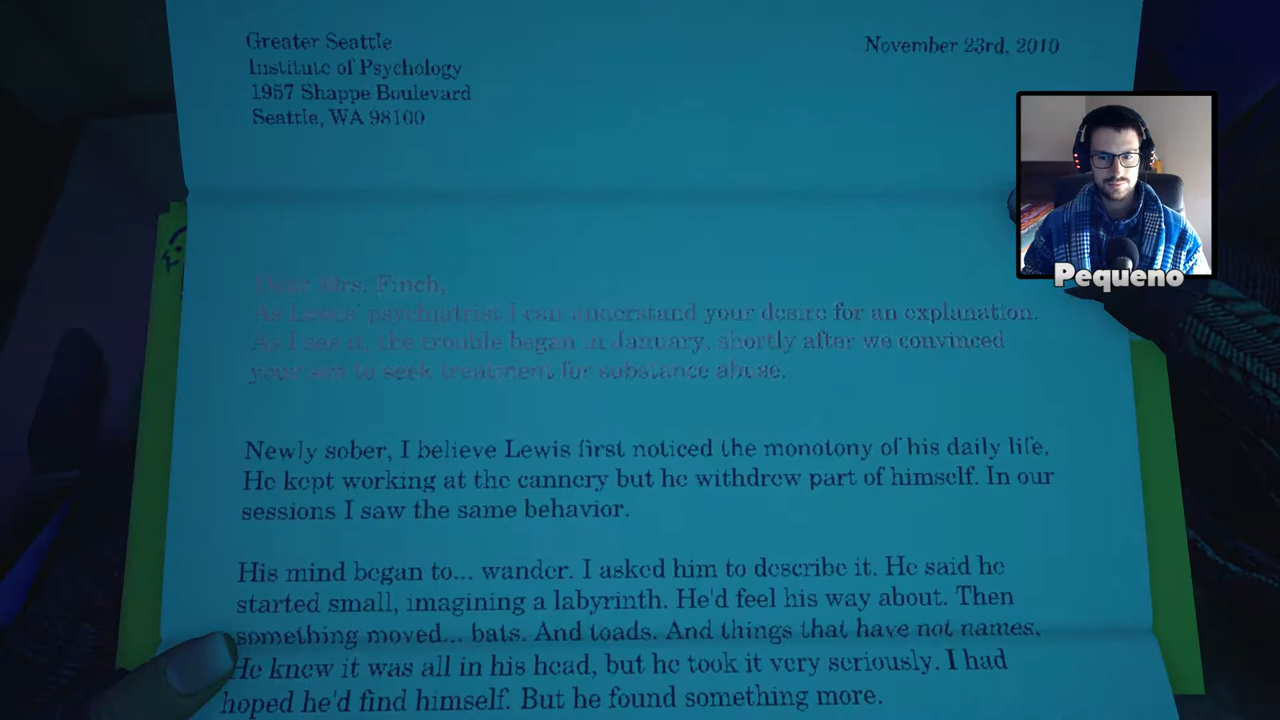 Greater Seattle
Institute of Psychology
1957 Shappe Boulevard
Seattle, WA 98100
November 23rd, 2010
Pequeno
Dear Mrs. Finch,
As Lewis' psychiatrist I can understand your desire for an explanation.
As I see it, the trouble began in January, shortly after we convinced
your son to seek treatment for substance abuse.
Newly sober, I believe Lewis first noticed the monotony of his daily life.
He kept working at the cannery but he withdrew part of himself. In our
sessions I saw the same behavior.
His mind began to... wander. I asked him to describe it. He said he
started small, imagining a labyrinth. He'd feel his way about. Then
something moved... bats. And toads. And things that have not names.
He knew it was all in his head, but he took it very seriously. I had
hoped he'd find himself. But he found something more.